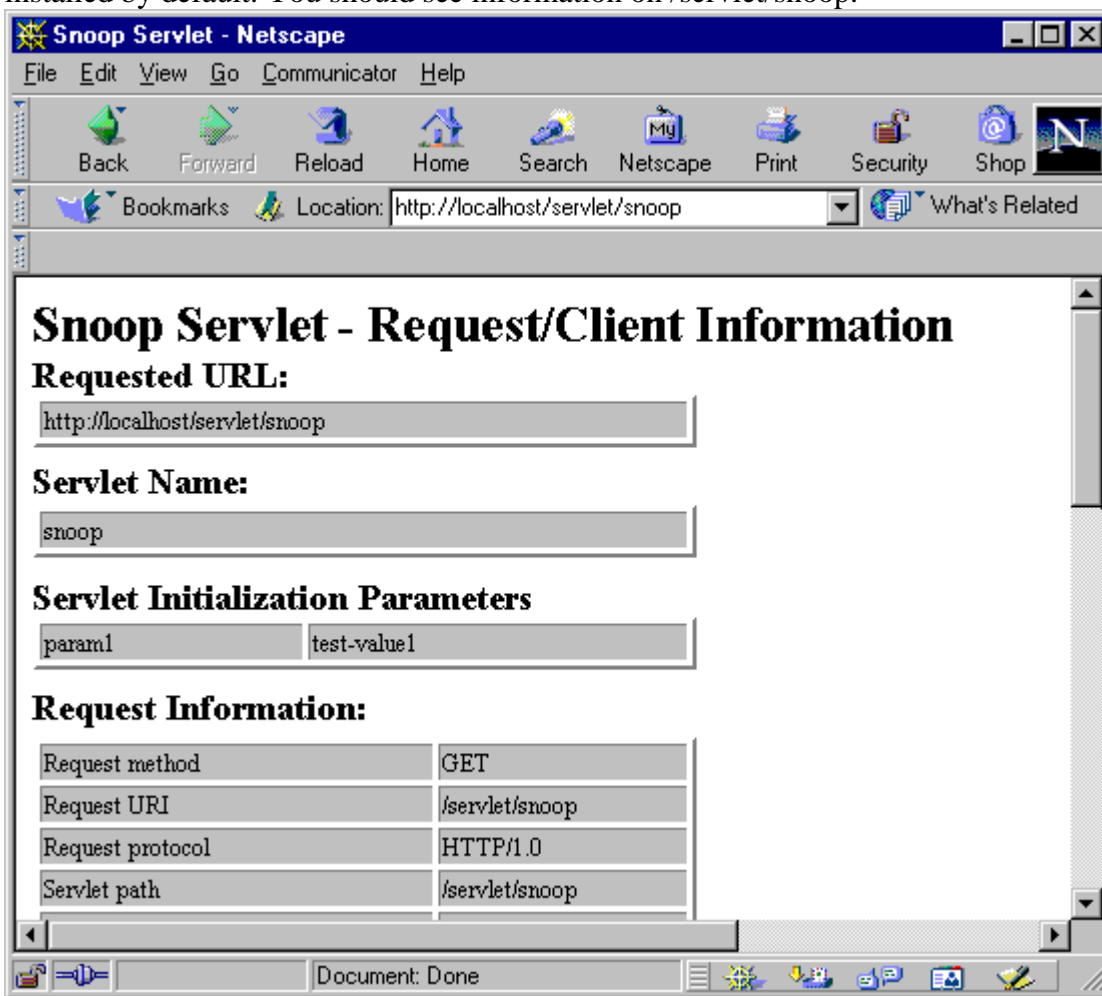 installed by default. You should see information on /servlet/snoop.
Snoop Servlet - Netscape
File Edit View Go Communicator Help
My N
Back Forward Reload Home Search Netscape Print Security Shop
Bookmarks Location: http://localhost/servlet/snoop What's Related
Snoop Servlet - Request/Client Information
Requested URL:
http://localhost/servlet/snoop
Servlet Name:
snoop
Servlet Initialization Parameters
param1 test-value1
Request Information:
Request method GET
Request URI /servlet/snoop
Request protocol HTTP/1.0
Servlet path /servlet/snoop
Document: Done